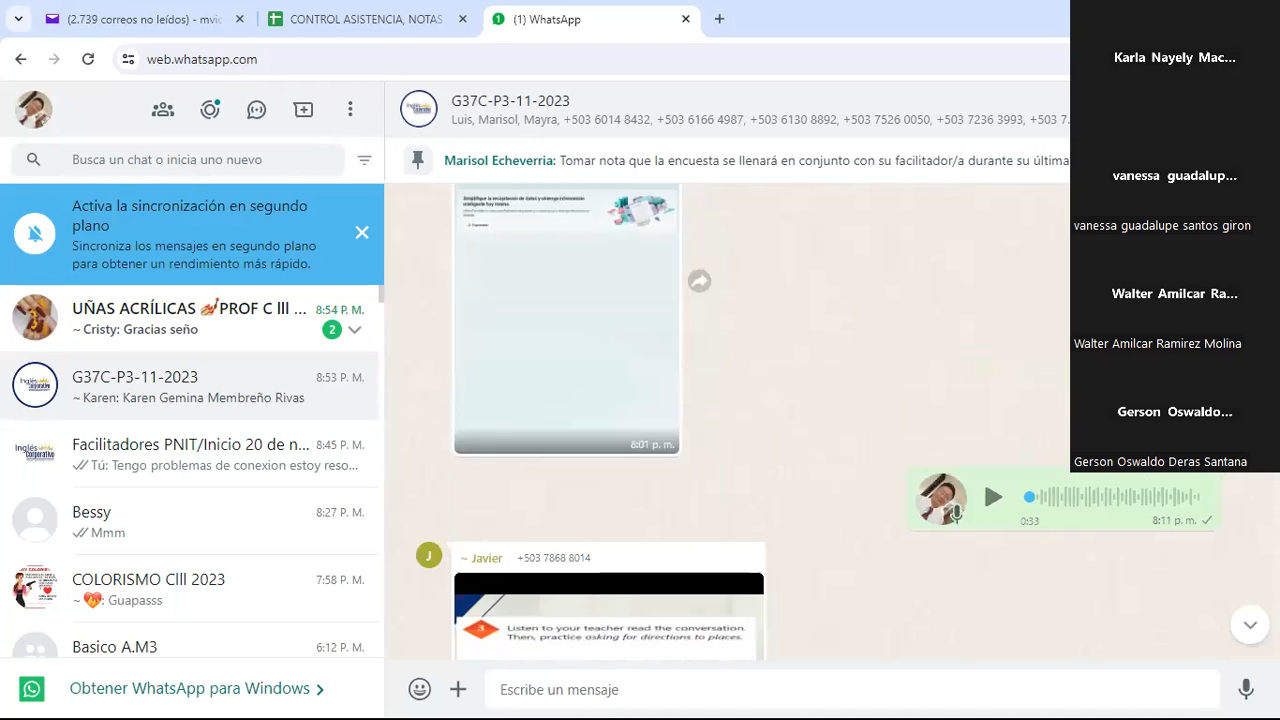 (2.739 correos no leídos) - mvic
CONTROL ASISTENCIA, NOTAS
(1) WhatsApp
web.whatsapp.com
Karla Nayely Mac...
vanessa guadalup...
vanessa guadalupe santos giron
Walter Amilcar Ra...
Walter Amilcar Ramirez Molina
Gerson Oswaldo...
Gerson Oswaldo Deras Santana
Busca un chat o inicia uno nuevo
Activa la sincronización en segundo
plano
Sincroniza los mensajes en segundo plano
para obtener un rendimiento más rápido.
UÑAS ACRÍLICAS 💅PROF C lll ...
8:54 P. M.
~ Cristy: Gracias seño
2
G37C-P3-11-2023
8:53 P. M.
~ Karen: Karen Gemina Membreño Rivas
Facilitadores PNIT/Inicio 20 de n...
8:45 P. M.
Tú: Tengo problemas de conexion estoy reso...
Bessy
8:27 P. M.
Mmm
COLORISMO Clll 2023
7:58 P. M.
~ 💖: Guapasss
Basico A.M3
6:12 P. M.
Obtener WhatsApp para Windows
G37C-P3-11-2023
Luis, Marisol, Mayra, +503 6014 8432, +503 6166 4987, +503 6130 8892, +503 7526 0050, +503 7236 3993, +503 7...
Marisol Echeverria: Tomar nota que la encuesta se llenará en conjunto con su facilitador/a durante su última
8:01 p. m.
0:33
8:11 p. m.
J
~ Javier +503 7868 8014
3
Listen to your teacher read the conversation.
Then, practice asking for directions to places.
Escribe un mensaje